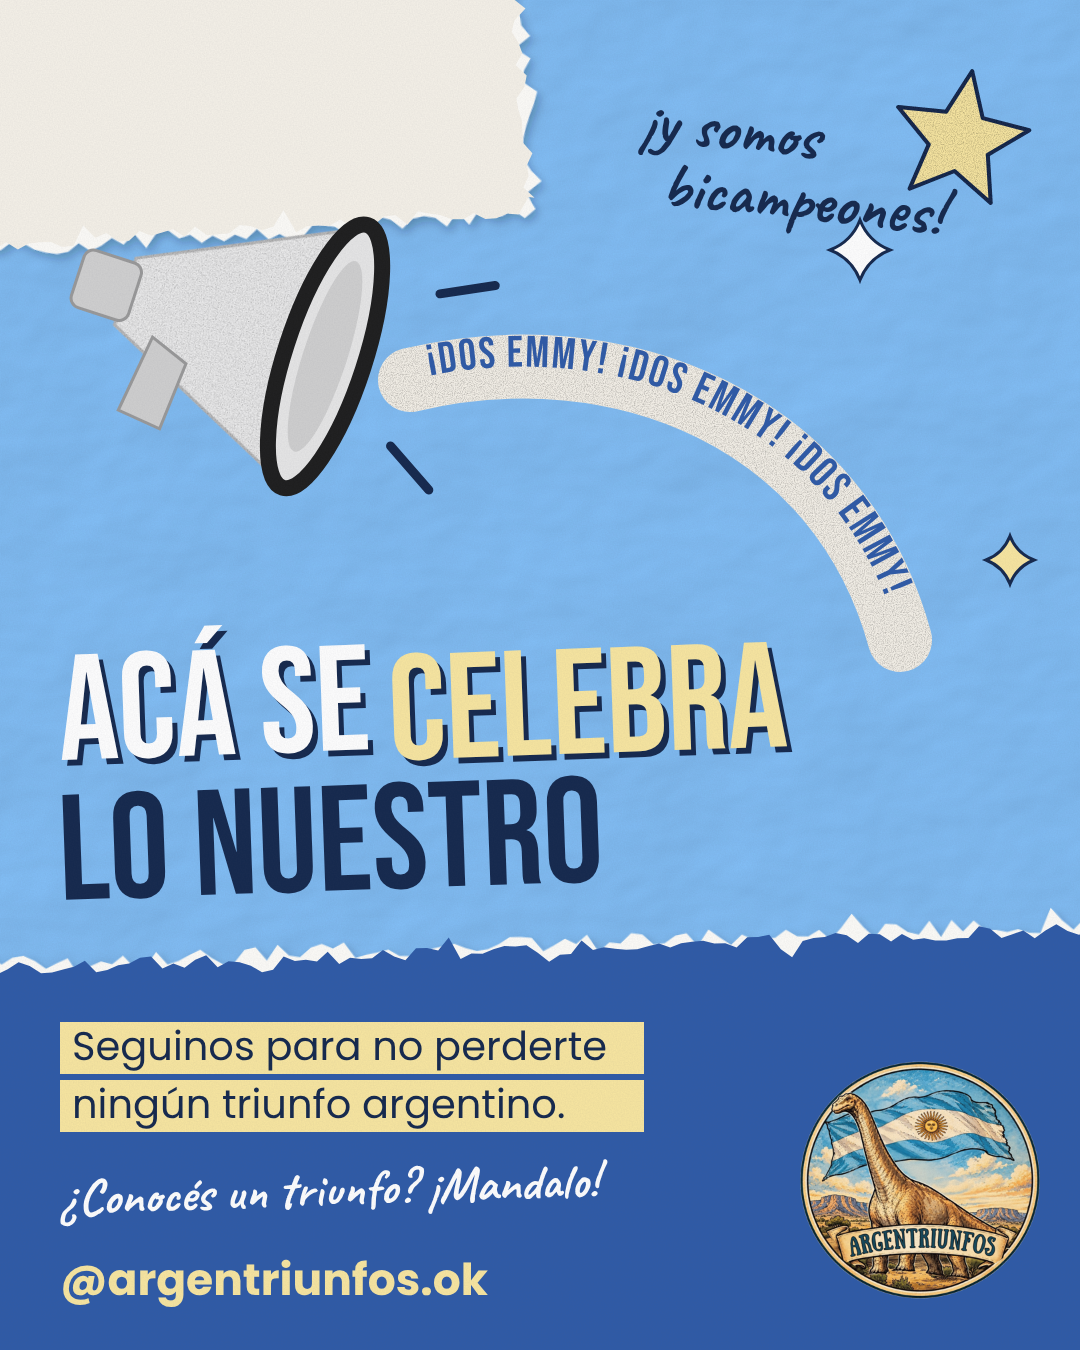 ¡y somos
bicampeones!
¡DOS EMMY! ¡DOS EMMY! ¡DOS EMMY!
ACÁ SE CELEBRA
LO NUESTRO
Seguinos para no perderte
ningún triunfo argentino.
¿Conocés un triunfo? ¡Mandalo!
ARGENTRIUNFOS
@argentriunfos.ok